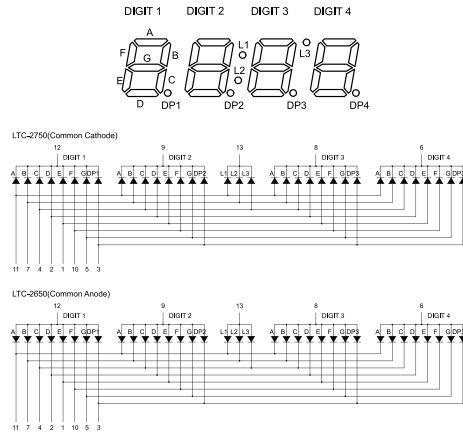 DIGIT 1 DIGIT 2 DIGIT 3 DIGIT 4
A
L1
F B
G L3
L2
E C
D DP1 DP2 DP3 DP4
LTC-2750(Common Cathode)
12 9 13 8 6
DIGIT 1 DIGIT 2 DIGIT 3 DIGIT 4
A B C D E F G DP1 A B C D E F G DP2 L1 L2 L3 A B C D E F G DP3 A B C D E F G
11 7 4 2 1 10 5 3
LTC-2650(Common Anode)
12 9 13 8 6
DIGIT 1 DIGIT 2 DIGIT 3 DIGIT 4
A B C D E F G DP1 A B C D E F G DP2 L1 L2 L3 A B C D E F G DP3 A B C D E F G
11 7 4 2 1 10 5 3